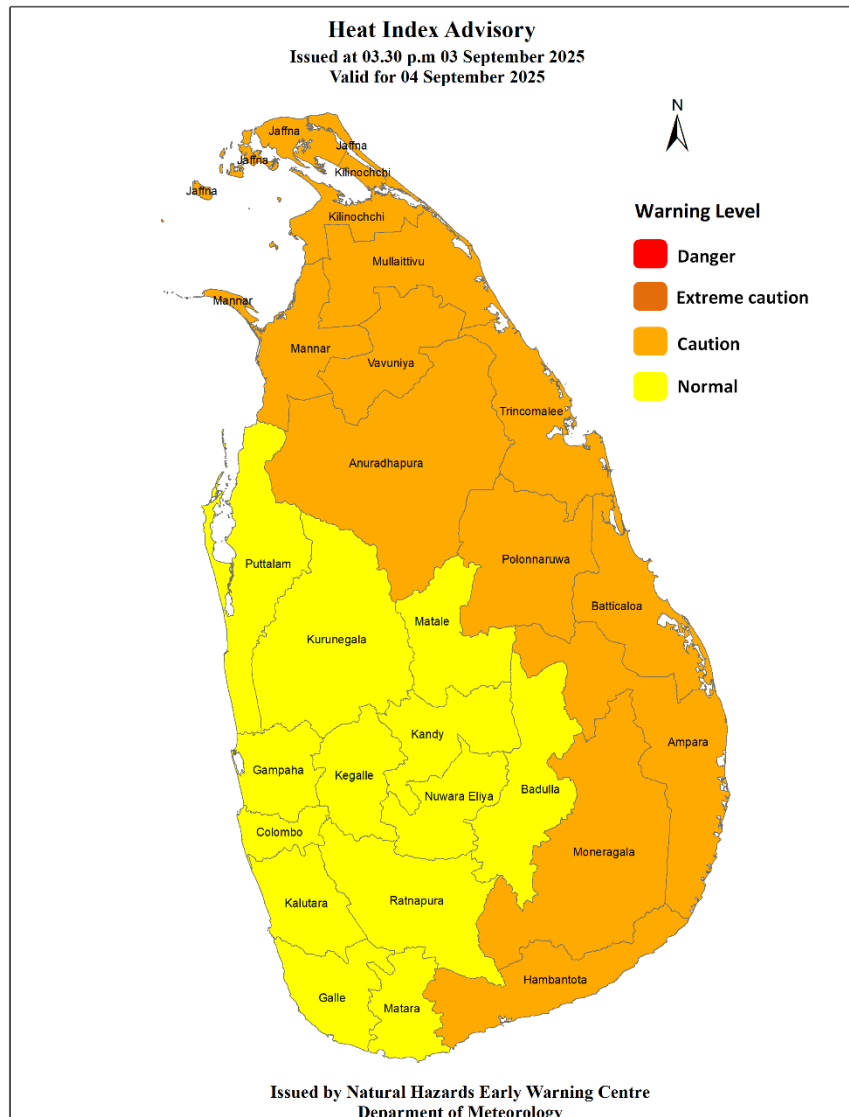 Heat Index Advisory
Issued at 03.30 p.m 03 September 2025
Valid for 04 September 2025
N
Jaffna
Jaffna
Jaffna
Kilinochchi
Jaffna
Kilinochchi
Warning Level
Mullaittivu
Danger
Extreme caution
Mannar
Caution
Mannar
Vavuniya
Normal
Trincomalee
Anuradhapura
Polonnaruwa
Puttalam
Batticaloa
Matale
Kurunegala
Kandy
Ampara
Gampaha
Kegalle
Badulla
Nuwara Eliya
Colombo
Moneragala
Kalutara
Ratnapura
Hambantota
Galle
Matara
Issued by Natural Hazards Early Warning Centre
Deparment of Meteorology